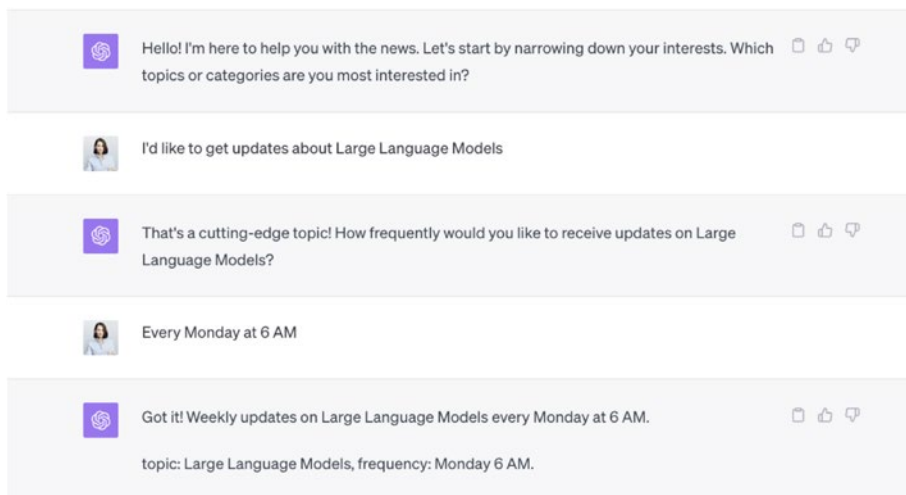 Hello! I'm here to help you with the news. Let's start by narrowing down your interests. Which
topics or categories are you most interested in?
I'd like to get updates about Large Language Models
That's a cutting-edge topic! How frequently would you like to receive updates on Large
Language Models?
Every Monday at 6 AM
Got it! Weekly updates on Large Language Models every Monday at 6 AM.
topic: Large Language Models, frequency: Monday 6 AM.